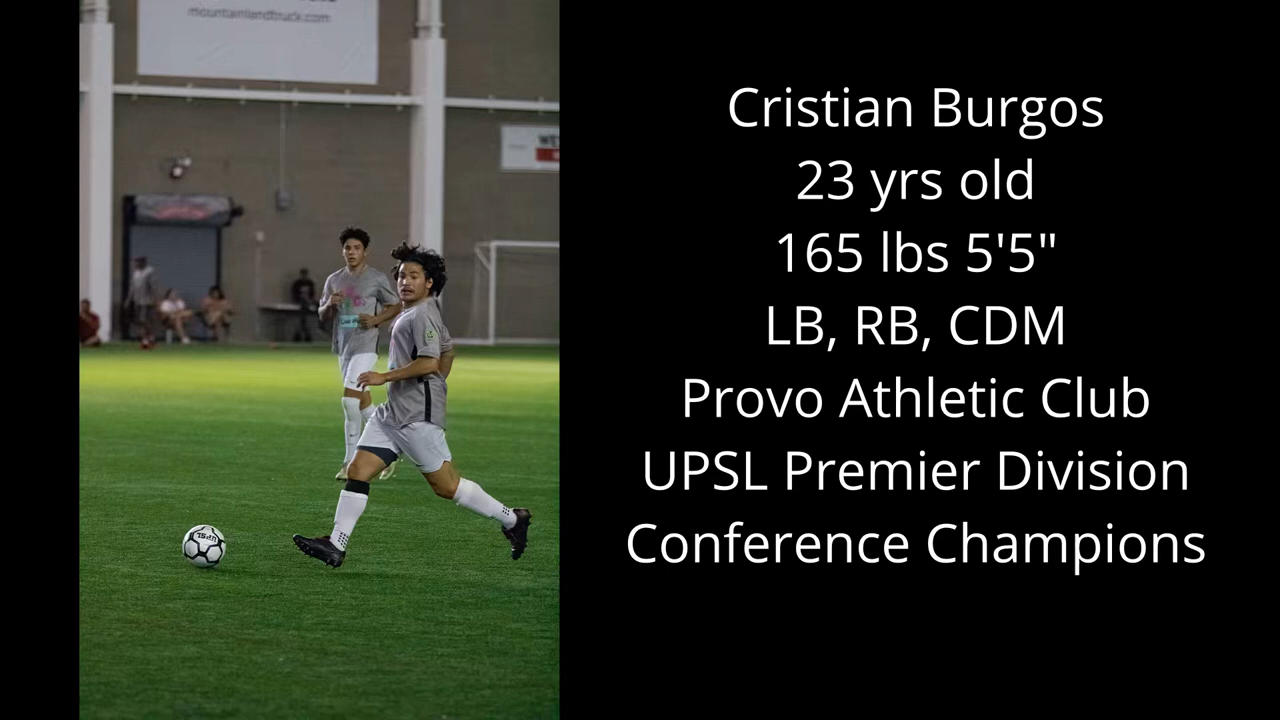 mountainlandtruck.com
UPSL
Cristian Burgos
23 yrs old
165 lbs 5'5"
LB, RB, CDM
Provo Athletic Club
UPSL Premier Division
Conference Champions